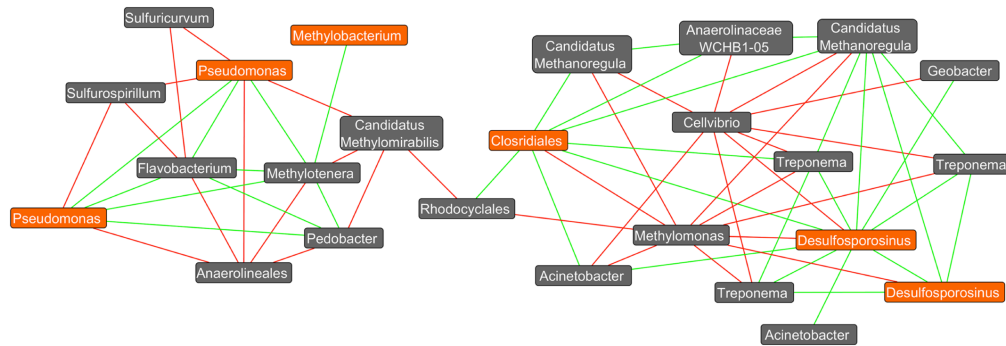 Sulfuricurvum
Methylobacterium
Pseudomonas
Sulfurospirillum
Candidatus
Methylomirabilis
Flavobacterium
Methylotenera
Pseudomonas
Pedobacter
Anaerolineales
Candidatus
Methanoregula
Anaerolinaceae
WCHB1-05
Candidatus
Methanoregula
Geobacter
Cellvibrio
Closridiales
Treponema
Treponema
Rhodocyclales
Methylomonas
Desulfosporosinus
Acinetobacter
Treponema
Desulfosporosinus
Acinetobacter